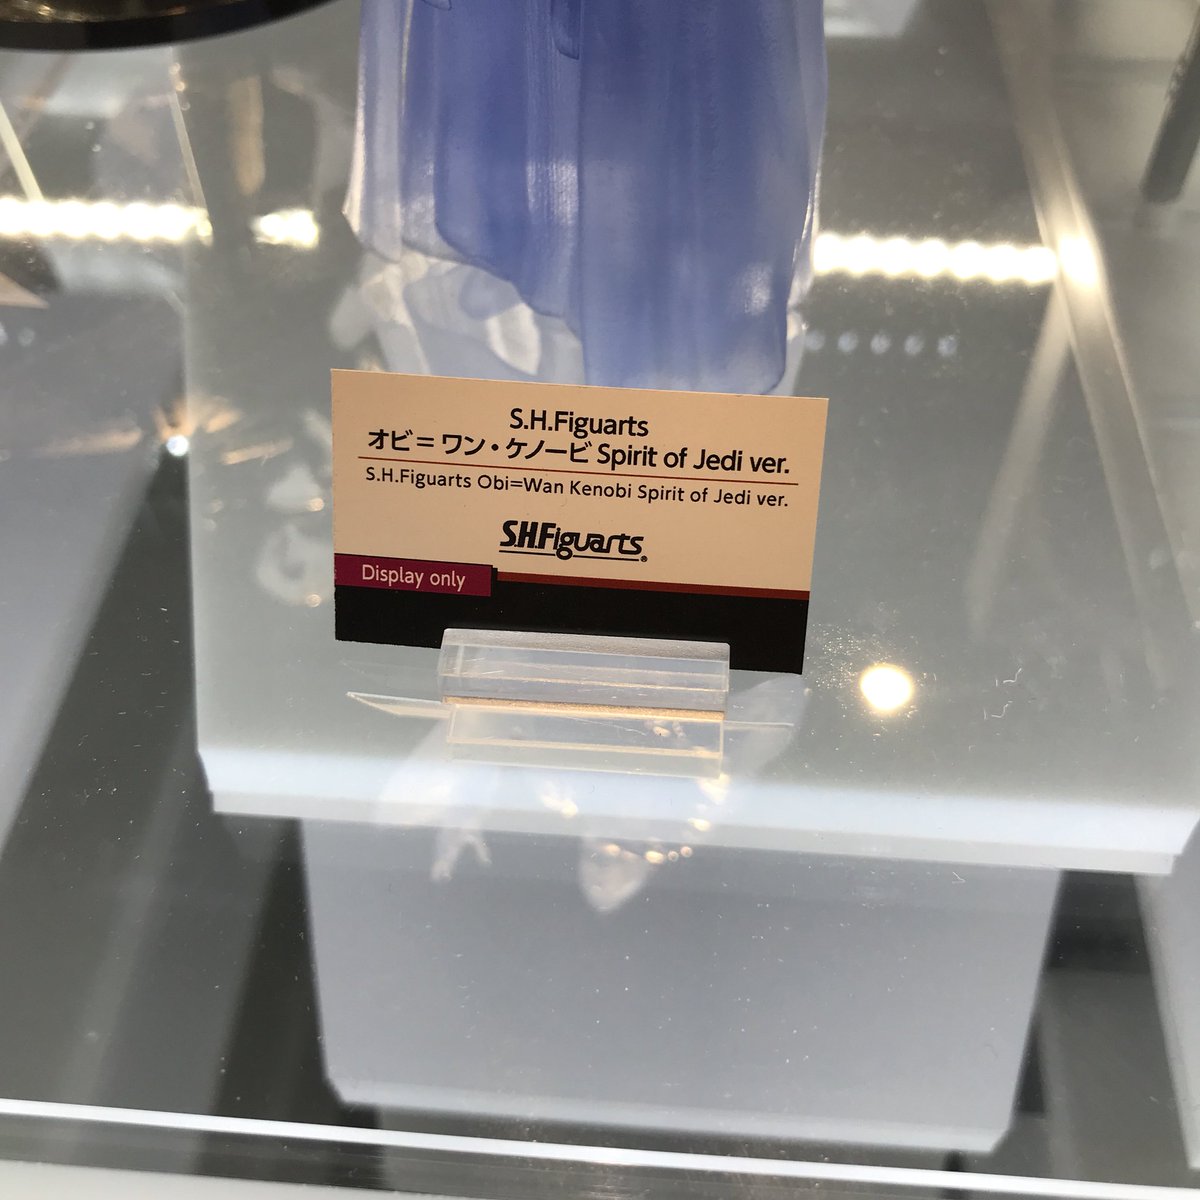 S.H.Figuarts
オビ＝ワン・ケノービ Spirit of Jedi ver.
S.H.Figuarts Obi=Wan Kenobi Spirit of Jedi ver.
S.H.Figuarts®
Display only